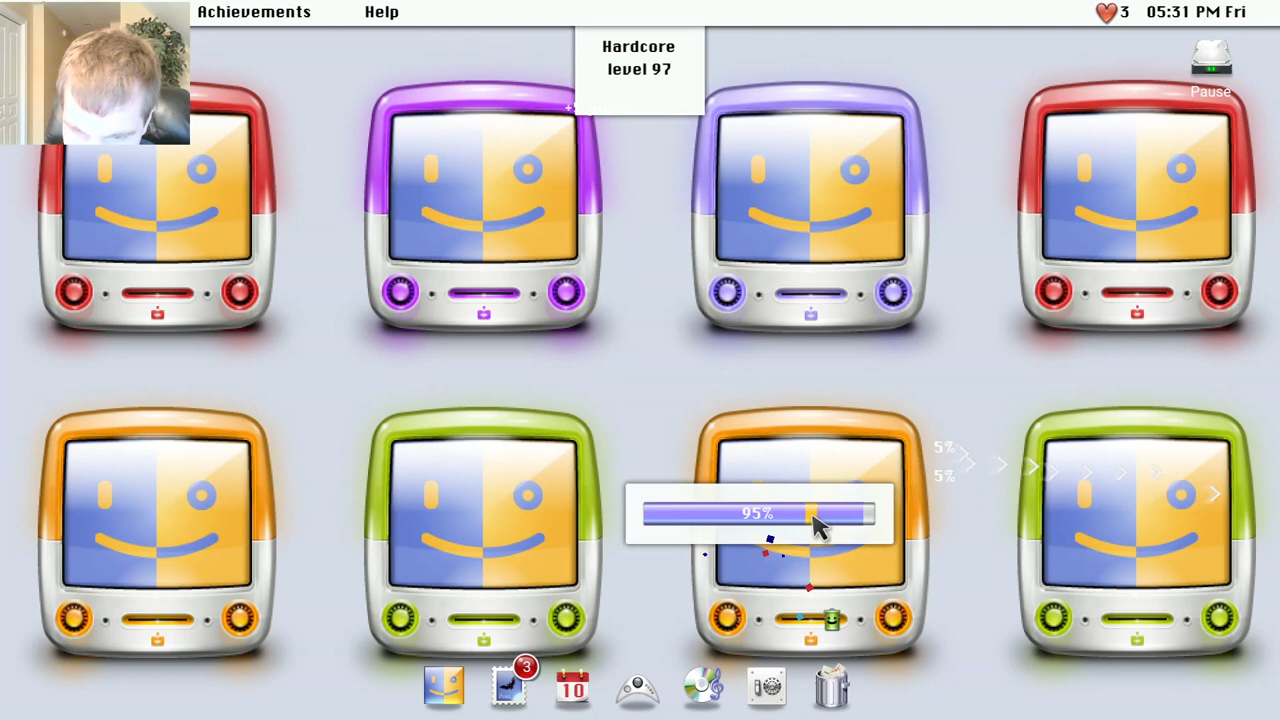 Achievements Help 3 05:31 PM Fri
Hardcore
level 97
Pause
5%
5%
95%
3
10